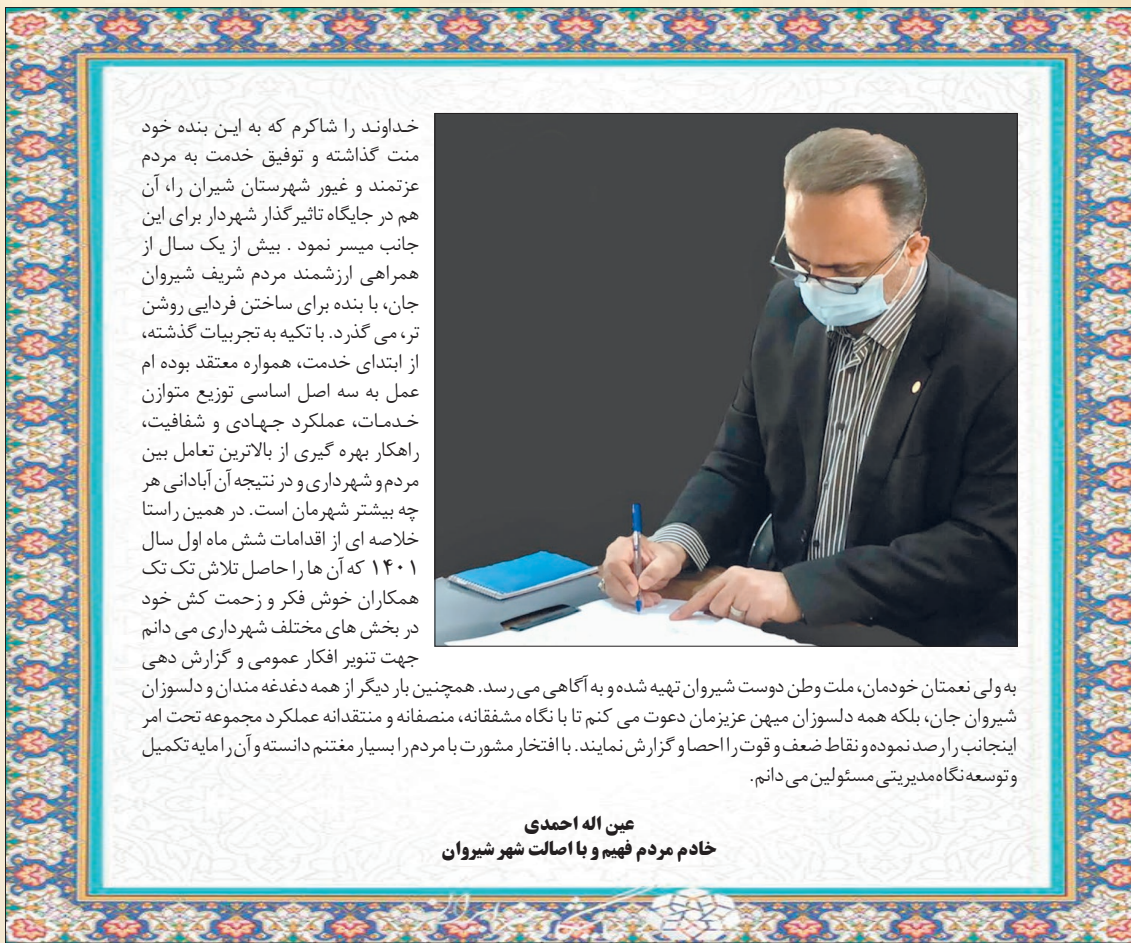 خداوند را شاکرم که به این بنده خود
منت گذاشته و توفیق خدمت به مردم
عزتمند و غیور شهرستان شیران را، آن
هم در جایگاه تاثیرگذار شهردار برای این
جانب میسر نمود . بیش از یک سال از
همراهی ارزشمند مردم شریف شیروان
جان، با بنده برای ساختن فردایی روشن
تر، می گذرد. با تکیه به تجربیات گذشته،
از ابتدای خدمت، همواره معتقد بوده ام
عمل به سه اصل اساسی توزیع متوازن
خدمات، عملکرد جهادی و شفافیت،
راهکار بهره گیری از بالاترین تعامل بین
مردم و شهرداری و در نتیجه آن آبادانی هر
چه بیشتر شهرمان است. در همین راستا
خلاصه ای از اقدامات شش ماه اول سال
۱۴۰۱ که آن ها را حاصل تلاش تک تک
همکاران خوش فکر و زحمت کش خود
در بخش های مختلف شهرداری می دانم
جهت تنویر افکار عمومی و گزارش دهی
به ولی نعمتان خودمان، ملت وطن دوست شیروان تهیه شده و به آگاهی می رسد. همچنین بار دیگر از همه دغدغه مندان و دلسوزان
شیروان جان، بلکه همه دلسوزان میهن عزیزمان دعوت می کنم تا با نگاه مشفقانه، منصفانه و منتقدانه عملکرد مجموعه تحت امر
اینجانب را رصد نموده و نقاط ضعف و قوت را احصا و گزارش نمایند. با افتخار مشورت با مردم را بسیار مغتنم دانسته و آن را مایه تکمیل
و توسعه نگاه مدیریتی مسئولین می دانم.
عین اله احمدی
خادم مردم فهیم و با اصالت شهر شیروان